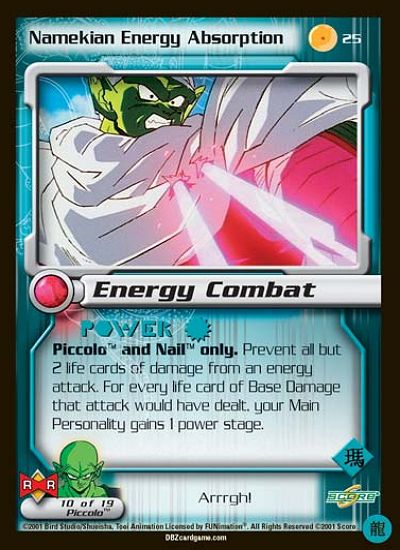 Namekian Energy Absorption 25
Energy Combat
POWER
Piccolo™ and Nail™ only. Prevent all but
2 life cards of damage from an energy
attack. For every life card of Base Damage
that attack would have dealt, your Main
Personality gains 1 power stage.
瑪
R R
10 of 19
Piccolo™
Arrrgh!
SCORE
©2001 Bird Studio/Shueisha, Toei Animation Licensed by FUNimation®. All Rights Reserved ©2001 Score
DBZcardgame.com
龍